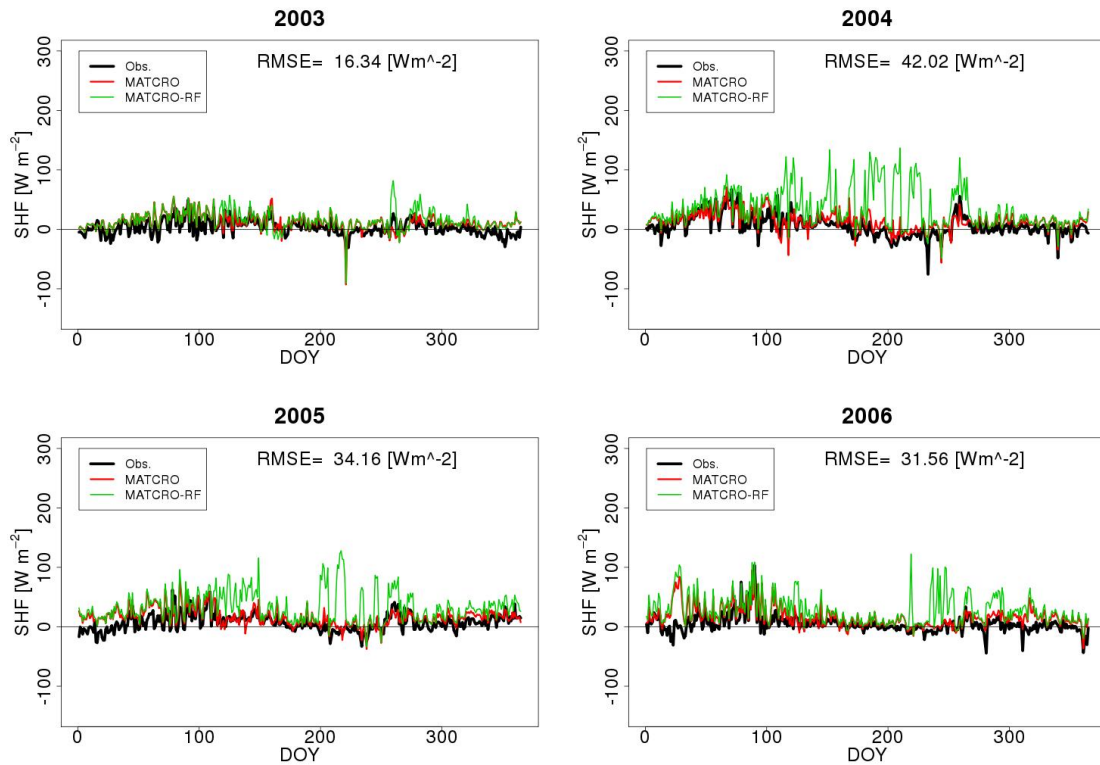 2003
RMSE= 16.34 [Wm^-2]
Obs.
MATCRO
MATCRO-RF
SHF [W m−2]
300
200
100
0
-100
0 100 200 300
DOY
2004
RMSE= 42.02 [Wm^-2]
Obs.
MATCRO
MATCRO-RF
SHF [W m−2]
300
200
100
0
-100
0 100 200 300
DOY
2005
RMSE= 34.16 [Wm^-2]
Obs.
MATCRO
MATCRO-RF
SHF [W m−2]
300
200
100
0
-100
0 100 200 300
DOY
2006
RMSE= 31.56 [Wm^-2]
Obs.
MATCRO
MATCRO-RF
SHF [W m−2]
300
200
100
0
-100
0 100 200 300
DOY